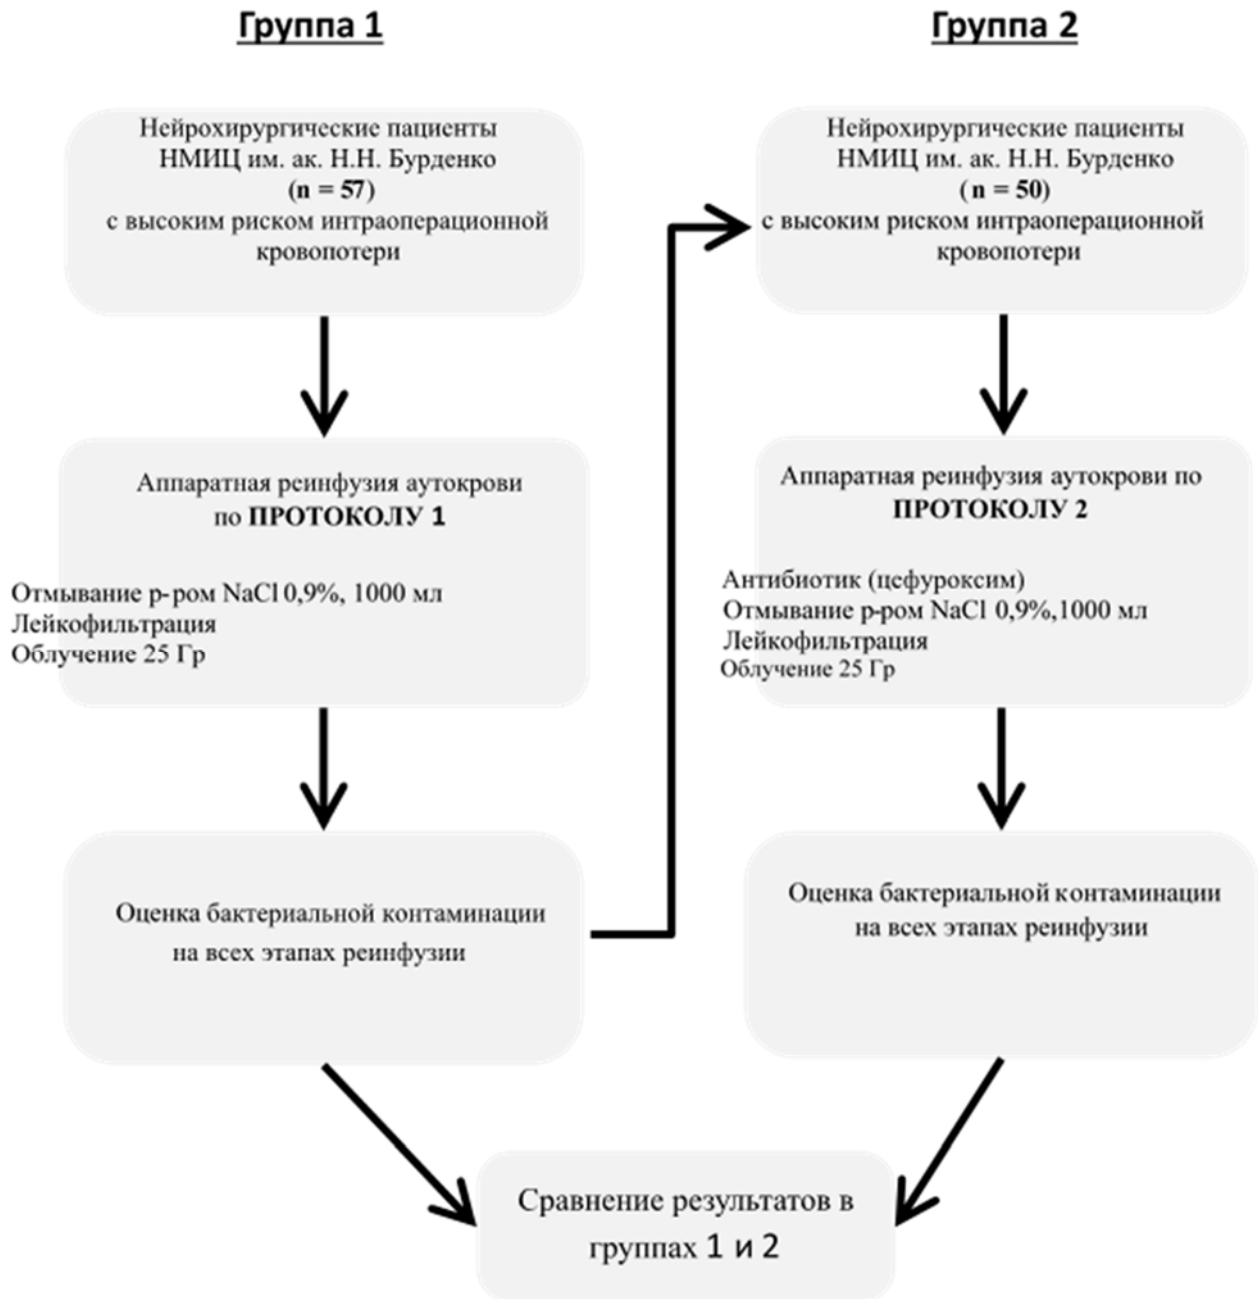 Группа 1
Нейрохирургические пациенты
НМИЦ им. ак. Н.Н. Бурденко
(n = 57)
с высоким риском интраоперационной
кровопотери
Аппаратная реинфузия аутокрови
по ПРОТОКОЛУ 1
Отмывание р-ром NaCl 0,9%, 1000 мл
Лейкофильтрация
Облучение 25 Гр
Оценка бактериальной контаминации
на всех этапах реинфузии
Группа 2
Нейрохирургические пациенты
НМИЦ им. ак. Н.Н. Бурденко
( n = 50)
с высоким риском интраоперационной
кровопотери
Аппаратная реинфузия аутокрови по
ПРОТОКОЛУ 2
Антибиотик (цефуроксим)
Отмывание р-ром NaCl 0,9%,1000 мл
Лейкофильтрация
Облучение 25 Гр
Оценка бактериальной контаминации
на всех этапах реинфузии
Сравнение результатов в
группах 1 и 2